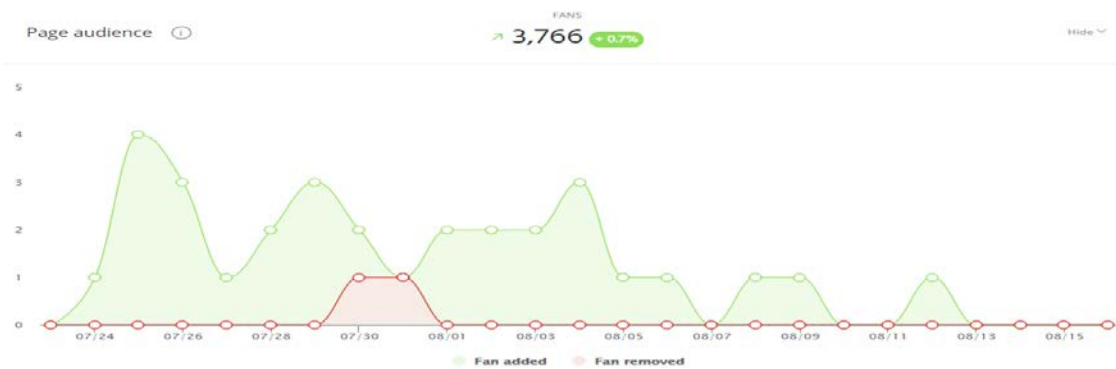 FANS
Page audience
3,766 + 0.7%
Hide
5
4
3
2
1
0
07/24 07/26 07/28 07/30 08/01 08/03 08/05 08/07 08/09 08/11 08/13 08/15
Fan added Fan removed